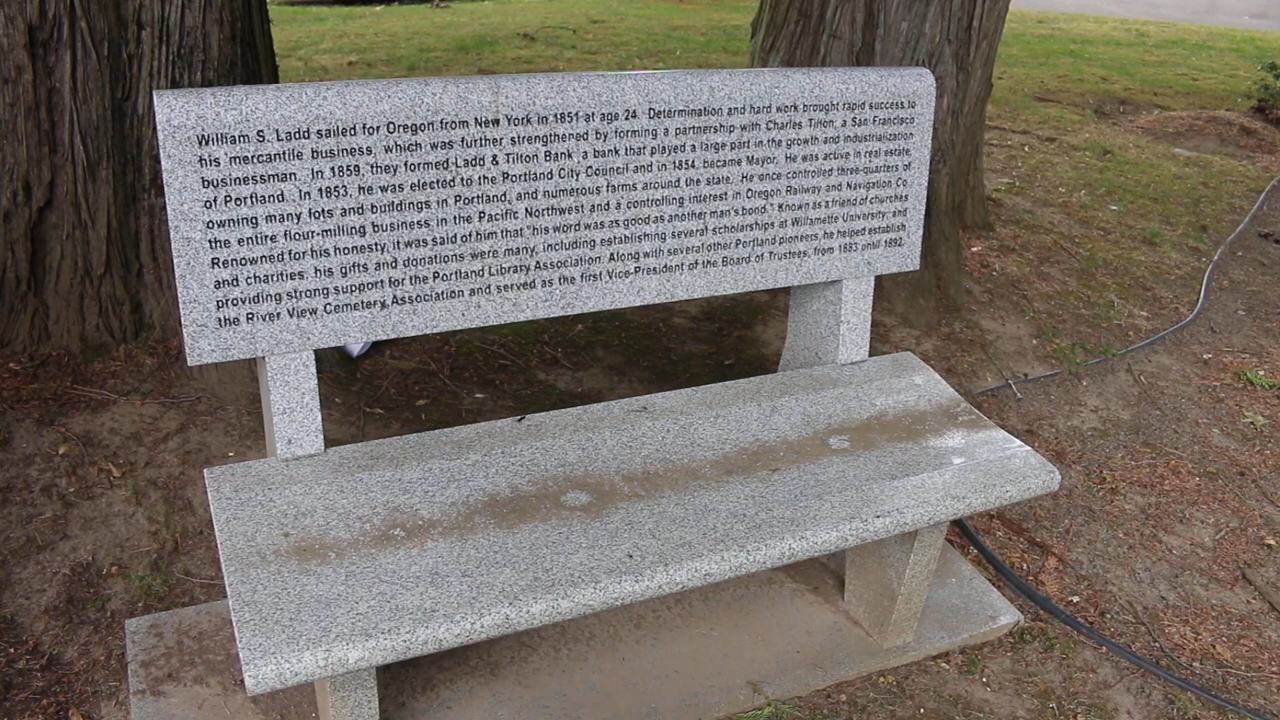 William S. Ladd sailed for Oregon from New York in 1851 at age 24. Determination and hard work brought rapid success to
his mercantile business, which was further strengthened by forming a partnership with Charles Tilton, a San Francisco
businessman. In 1859, they formed Ladd & Tilton Bank, a bank that played a large part in the growth and industrialization
of Portland. In 1853, he was elected to the Portland City Council and in 1854, became Mayor. He was active in real estate,
owning many lots and buildings in Portland, and numerous farms around the state. He once controlled three-quarters of
the entire flour-milling business in the Pacific Northwest and a controlling interest in Oregon Railway and Navigation Co.
Renowned for his honesty, it was said of him that "his word was as good as another man's bond." Known as a friend of churches
and charities, his gifts and donations were many, including establishing several scholarships at Willamette University, and
providing strong support for the Portland Library Association. Along with several other Portland pioneers, he helped establish
the River View Cemetery Association and served as the first Vice-President of the Board of Trustees, from 1883 until 1892.